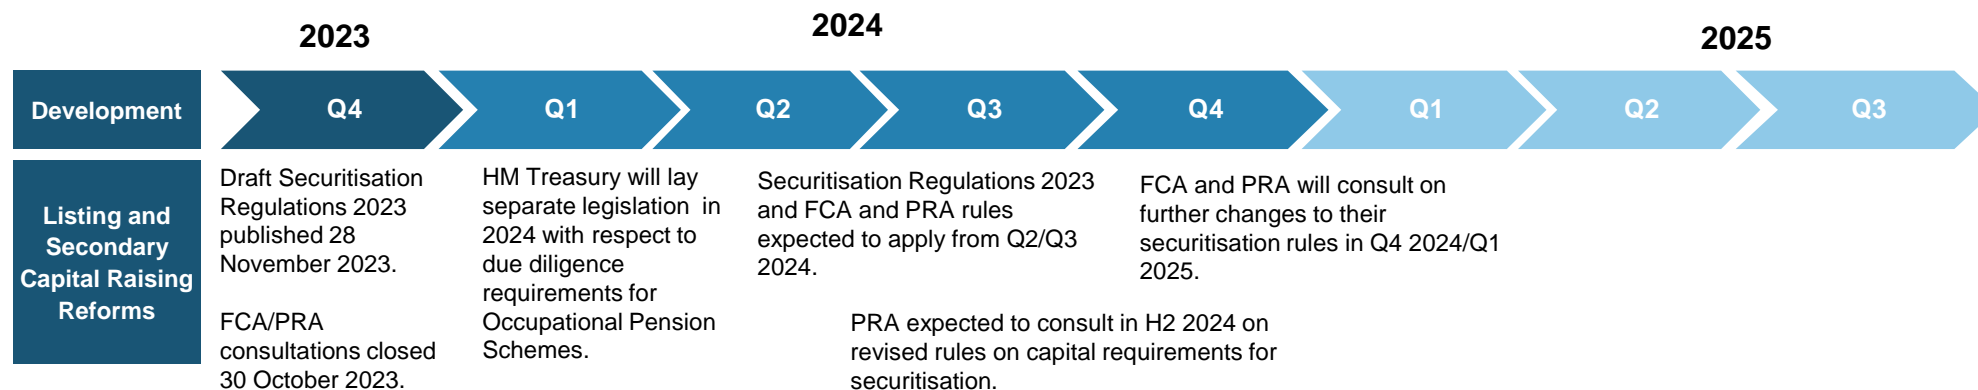 2023
2024
2025
Development
Q4
Q1
Q2
Q3
Q4
Q1
Q2
Q3
Listing and
Secondary
Capital Raising
Reforms
Draft Securitisation
Regulations 2023
published 28
November 2023.
FCA/PRA
consultations closed
30 October 2023.
HM Treasury will lay
separate legislation in
2024 with respect to
due diligence
requirements for
Occupational Pension
Schemes.
Securitisation Regulations 2023
and FCA and PRA rules
expected to apply from Q2/Q3
2024.
PRA expected to consult in H2 2024 on
revised rules on capital requirements for
securitisation.
FCA and PRA will consult on
further changes to their
securitisation rules in Q4 2024/Q1
2025.